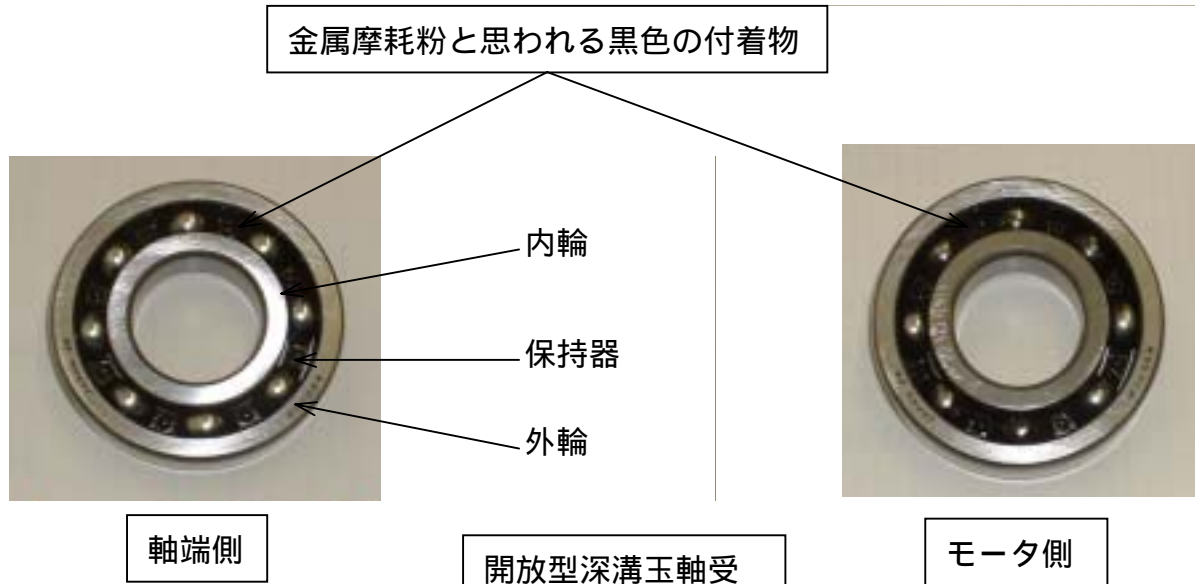 金属摩耗粉と思われる黒色の付着物
内輪
保持器
外輪
軸端側
開放型深溝玉軸受
モータ側